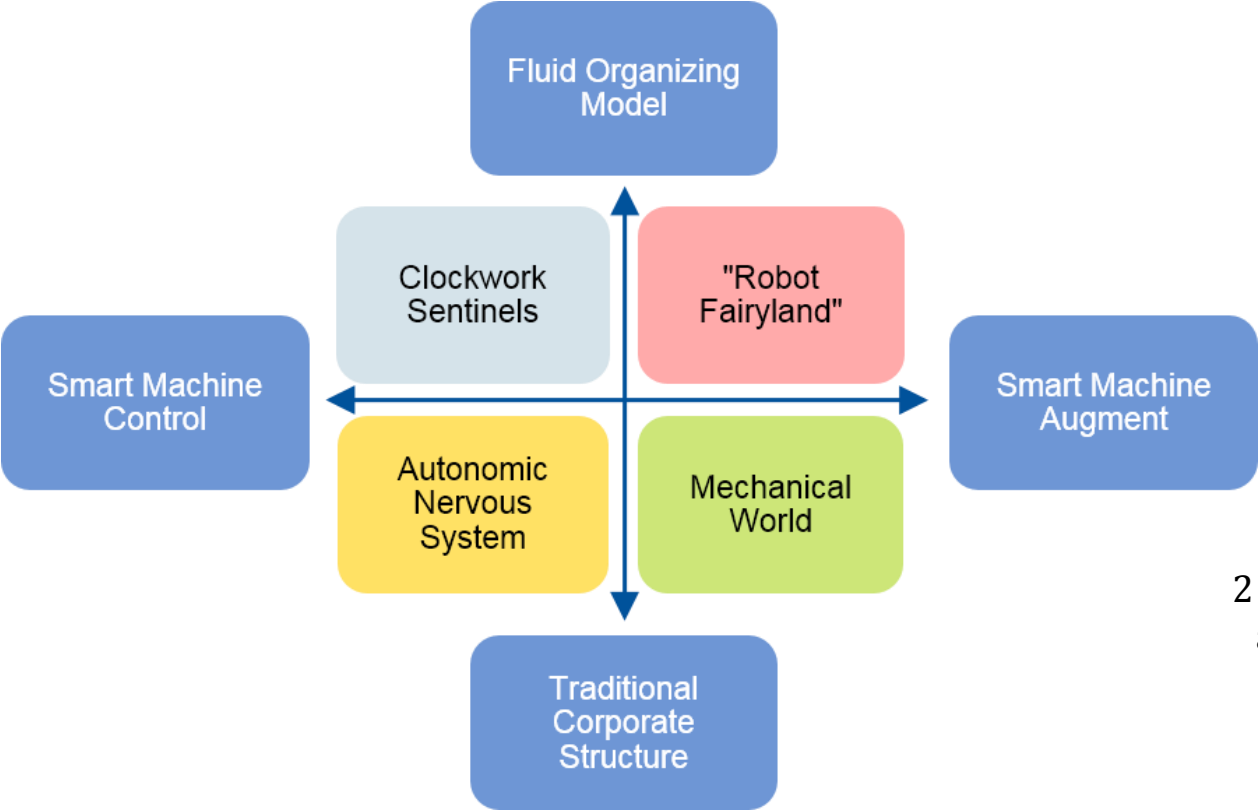 Fluid Organizing
Model
Clockwork
Sentinels
"Robot
Fairyland"
Smart Machine
Control
Smart Machine
Augment
Autonomic
Nervous
System
Mechanical
World
2
Traditional
Corporate
Structure